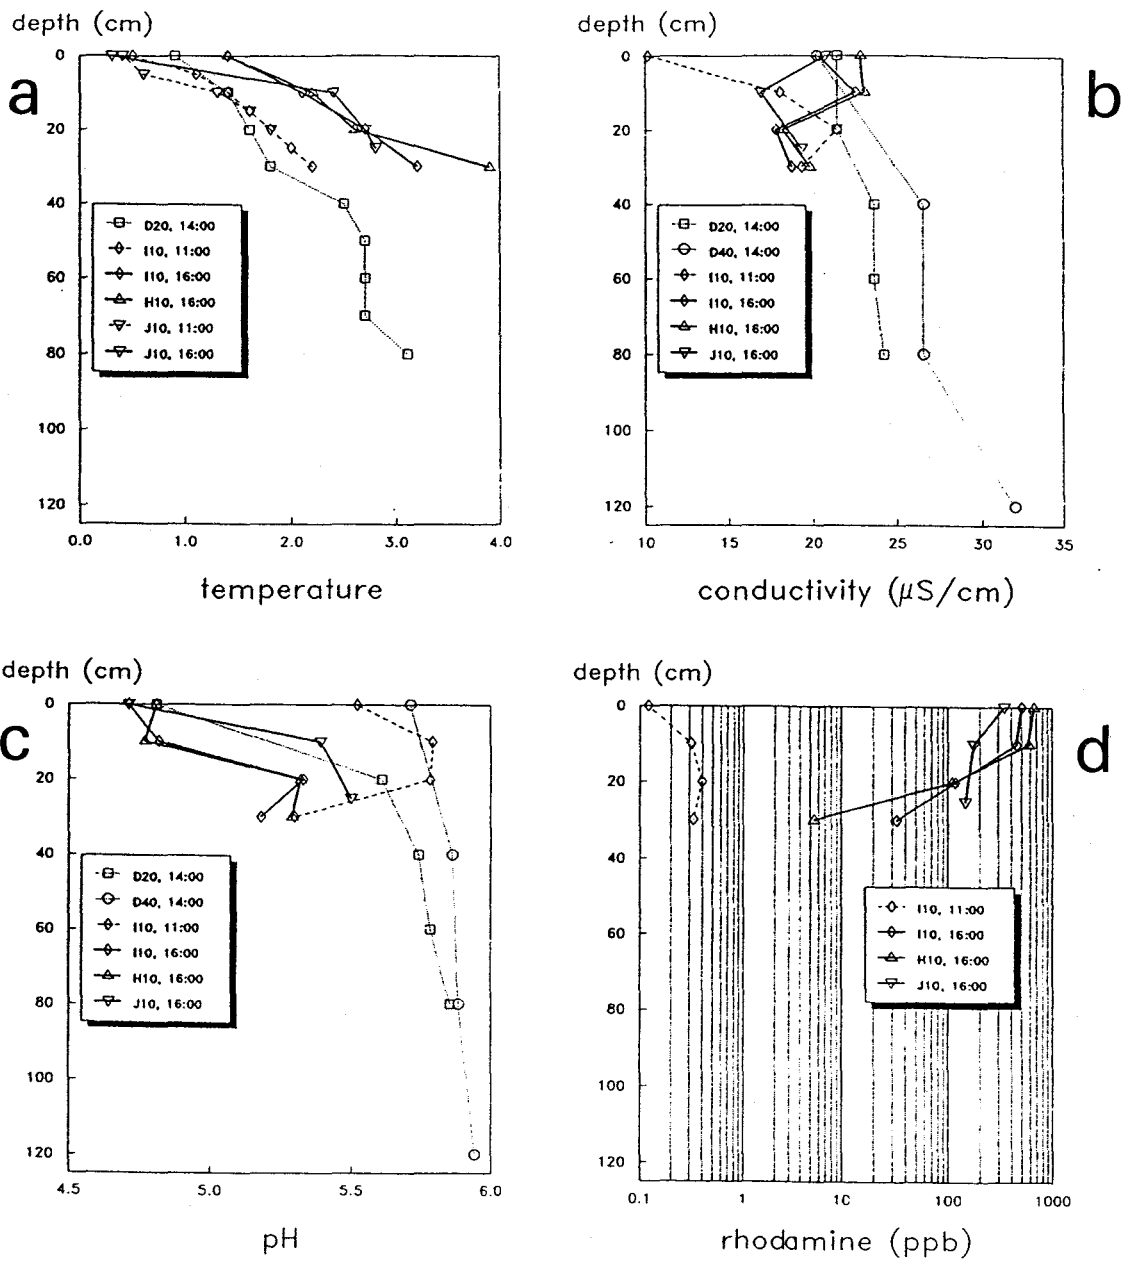 depth (cm)
a
0
20
40
60
80
100
120
D20, 14:00
I10, 11:00
I10, 16:00
H10, 16:00
J10, 11:00
J10, 16:00
0.0 1.0 2.0 3.0 4.0
temperature
depth (cm)
b
0
20
40
60
80
100
120
D20, 14:00
D40, 14:00
I10, 11:00
I10, 16:00
H10, 16:00
J10, 16:00
10 15 20 25 30 35
conductivity (μS/cm)
depth (cm)
c
0
20
40
60
80
100
120
D20, 14:00
D40, 14:00
I10, 11:00
I10, 16:00
H10, 16:00
J10, 16:00
4.5 5.0 5.5 6.0
pH
depth (cm)
d
0
20
40
60
80
100
120
I10, 11:00
I10, 16:00
H10, 16:00
J10, 16:00
0.1 1 10 100 1000
rhodamine (ppb)